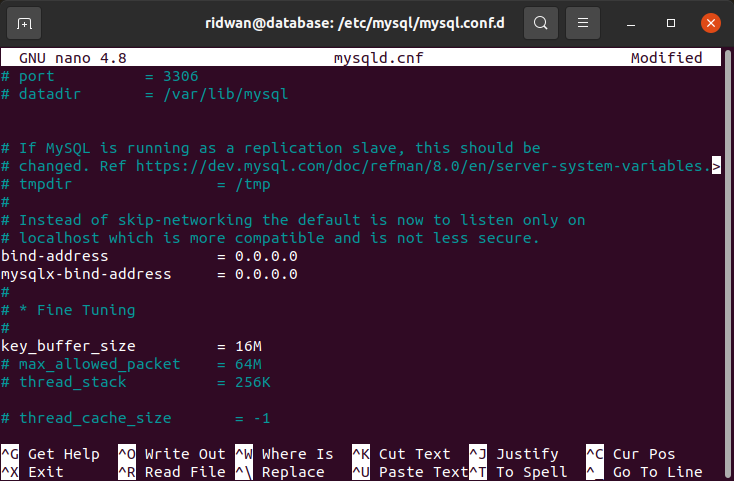 ridwan@database: /etc/mysql/mysql.conf.d
GNU nano 4.8 mysqld.cnf Modified
# port = 3306
# datadir = /var/lib/mysql
# If MySQL is running as a replication slave, this should be
# changed. Ref https://dev.mysql.com/doc/refman/8.0/en/server-system-variables.>
# tmpdir = /tmp
#
# Instead of skip-networking the default is now to listen only on
# localhost which is more compatible and is not less secure.
bind-address = 0.0.0.0
mysqlx-bind-address = 0.0.0.0
#
# * Fine Tuning
#
key_buffer_size = 16M
# max_allowed_packet = 64M
# thread_stack = 256K
# thread_cache_size = -1
^G Get Help ^O Write Out ^W Where Is ^K Cut Text ^J Justify ^C Cur Pos
^X Exit ^R Read File ^\ Replace ^U Paste Text ^T To Spell ^_ Go To Line